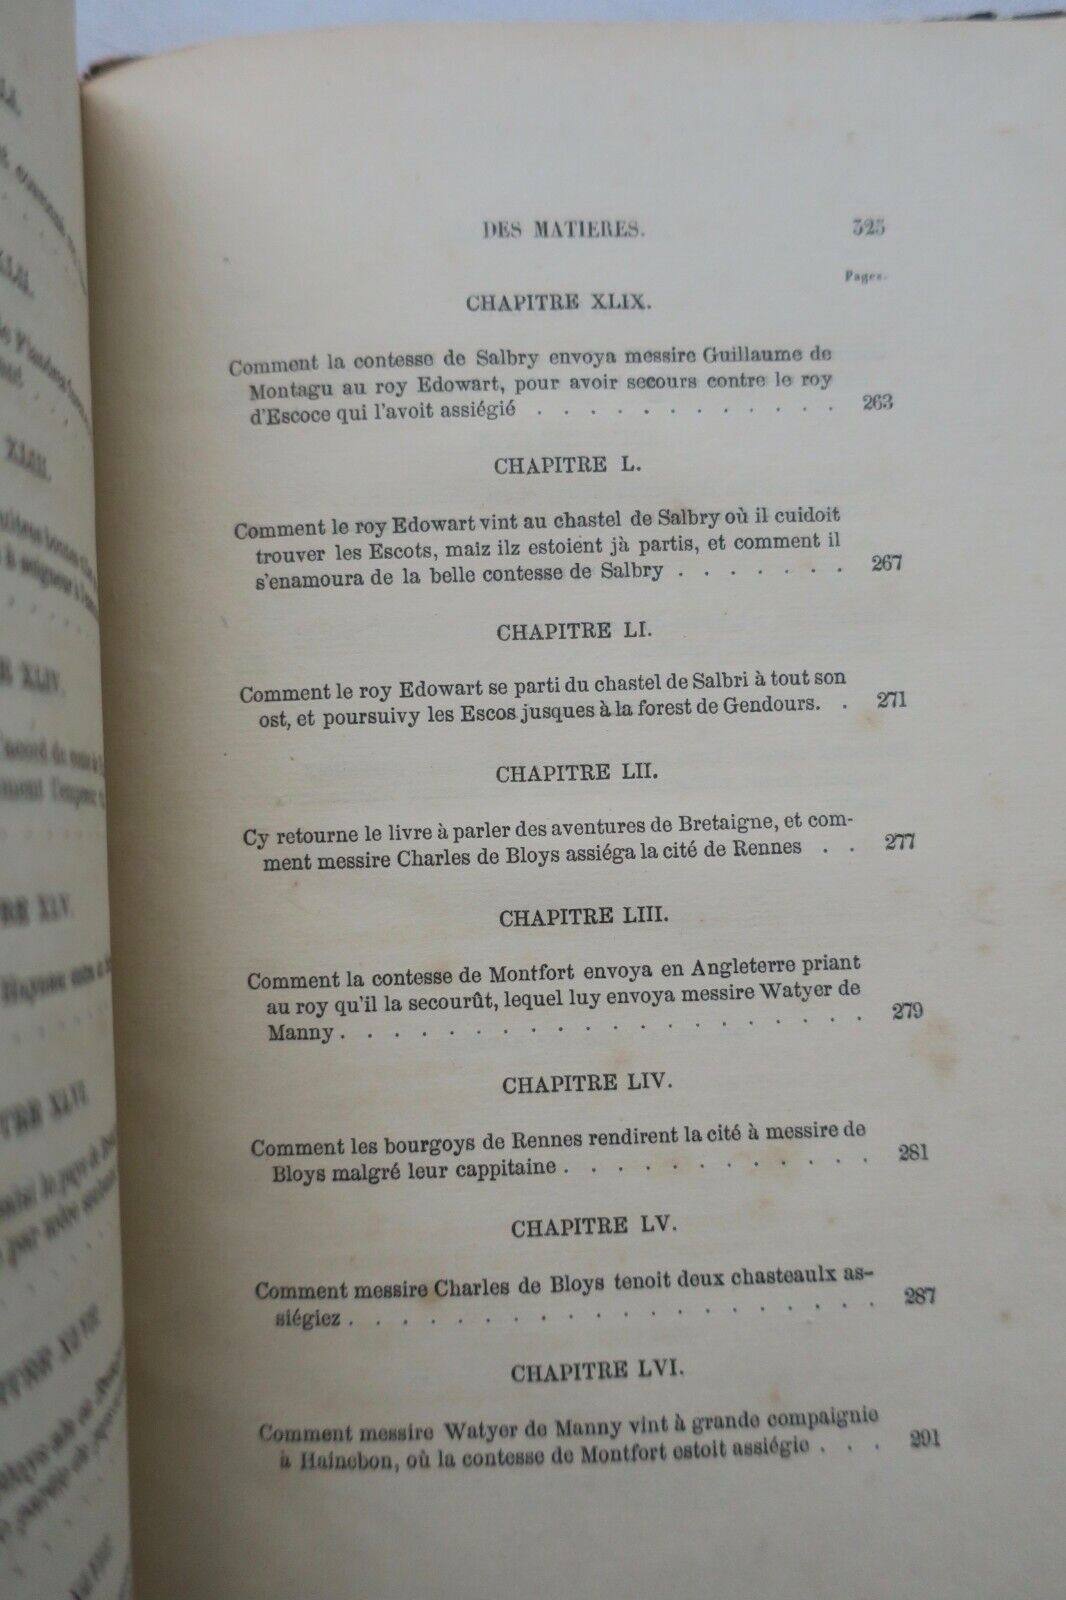 DES MATIERES. 325
Pages.
CHAPITRE XLIX.
Comment la contesse de Salbry envoya messire Guillaume de
Montagu au roy Edowart, pour avoir secours contre le roy
d'Escoce qui l'avoit assiégié . . . . . . . . . . . . 263
CHAPITRE L.
Comment le roy Edowart vint au chastel de Salbry où il cuidoit
trouver les Escots, maiz ilz estoient jà partis, et comment il
s'enamoura de la belle contesse de Salbry . . . . . . . 267
CHAPITRE LI.
Comment le roy Edowart se parti du chastel de Salbri à tout son
ost, et poursuivy les Escos jusques à la forest de Gendours. . 271
CHAPITRE LII.
Cy retourne le livre à parler des aventures de Bretaigne, et com-
ment messire Charles de Bloys assiéga la cité de Rennes . . 277
CHAPITRE LIII.
Comment la contesse de Montfort envoya en Angleterre priant
au roy qu'il la secourût, lequel luy envoya messire Watyer de
Manny . . . . . . . . . . . . . . . . . . . . 279
CHAPITRE LIV.
Comment les bourgoys de Rennes rendirent la cité à messire de
Bloys malgré leur cappitaine . . . . . . . . . . . . 281
CHAPITRE LV.
Comment messire Charles de Bloys tenoit deux chasteaulx as-
siégiez . . . . . . . . . . . . . . . . . . . . 287
CHAPITRE LVI.
Comment messire Watyer de Manny vint à grande compaignie
à Hainebon, où la contesse de Montfort estoit assiégie . . . 291
XLII.
XLIII.
E XLIV.
RE XLV.
TRE XLVI